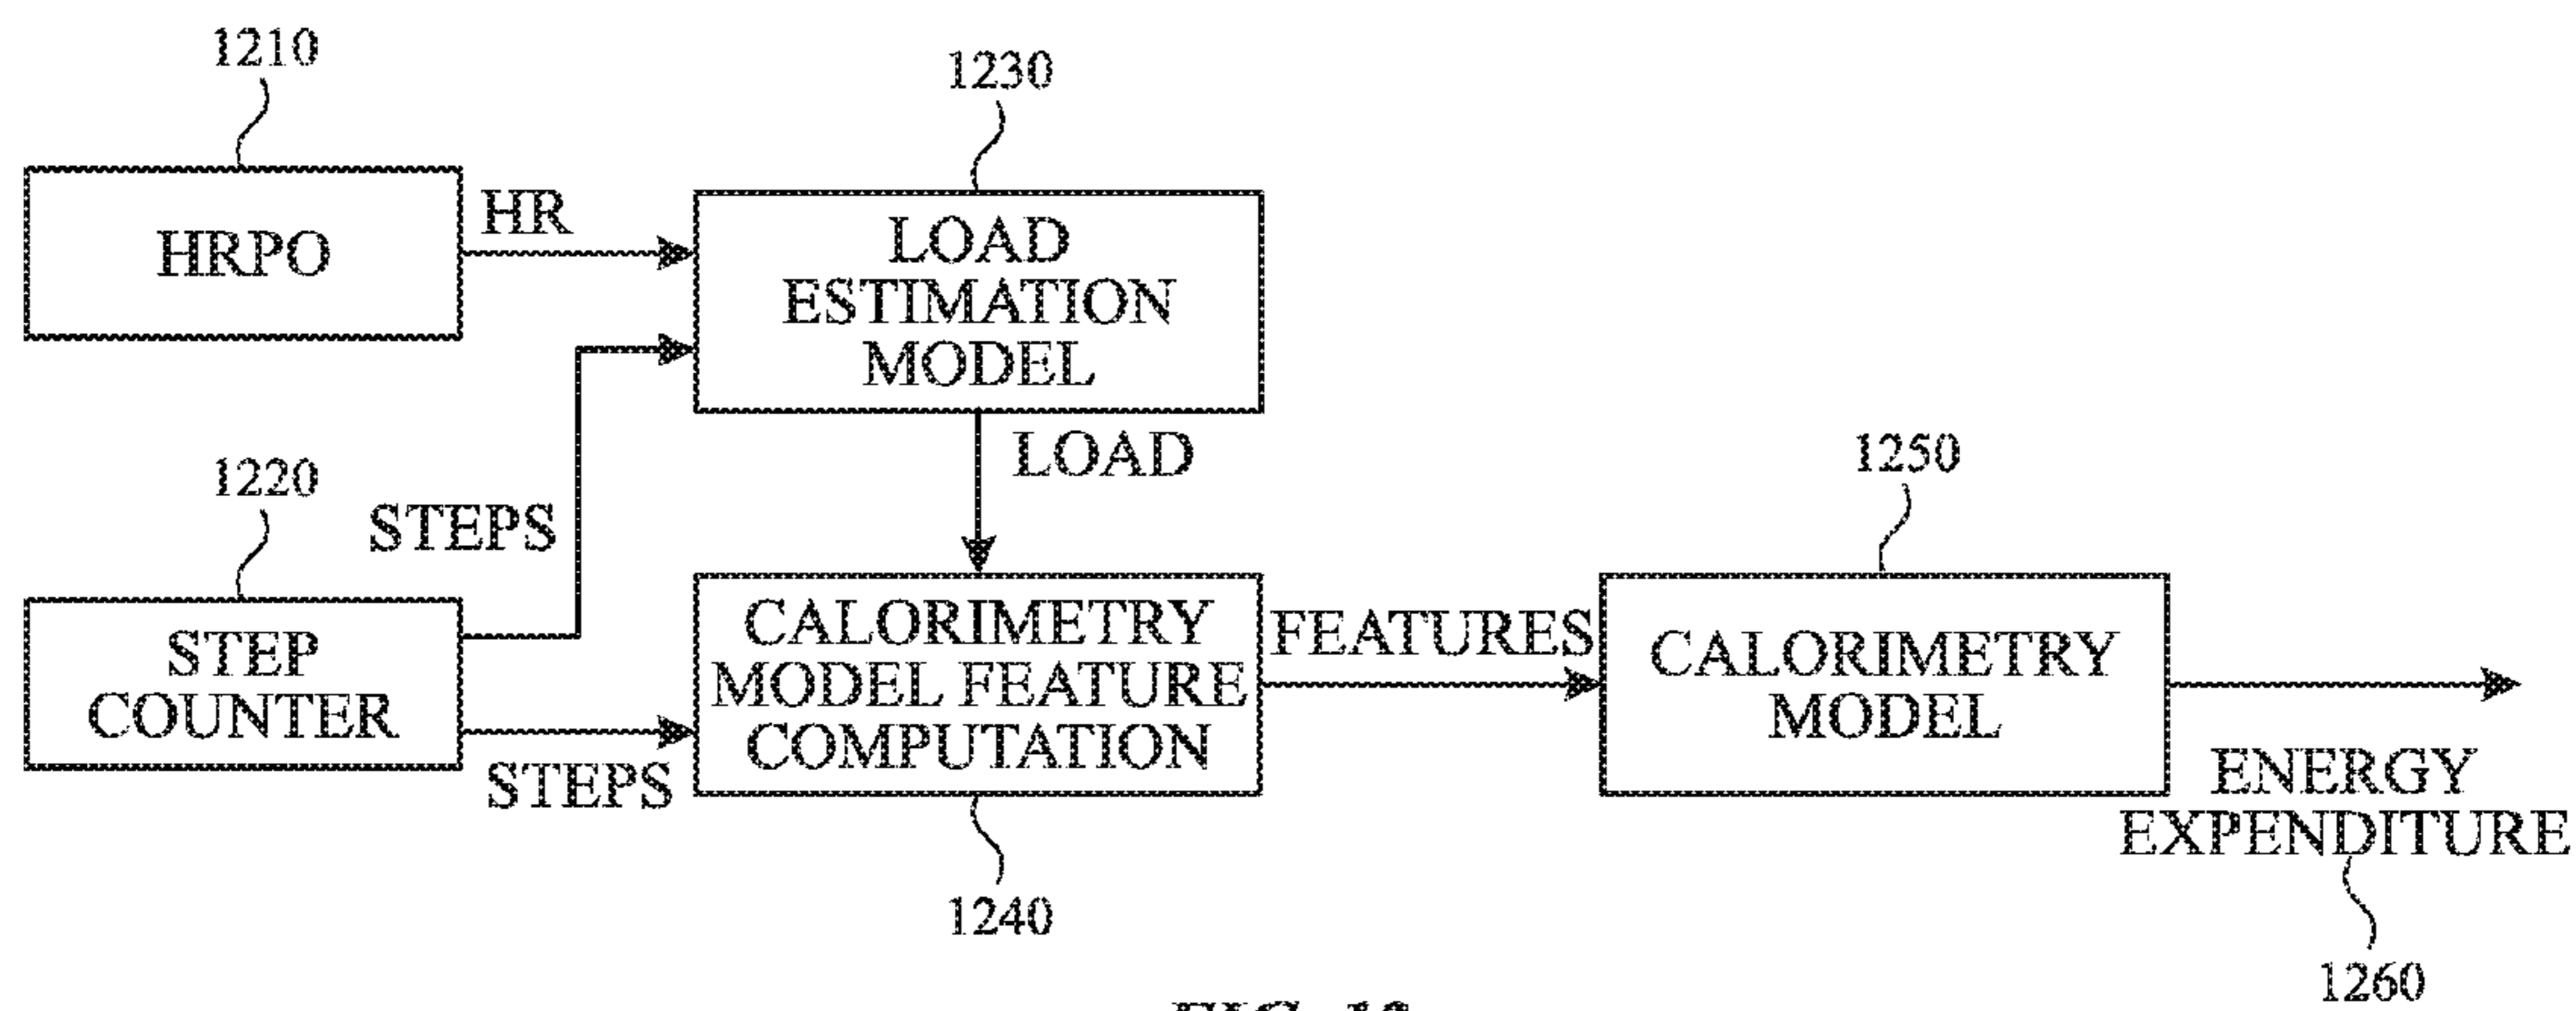 1210
1230
HRPO
HR
LOAD
ESTIMATION
MODEL
LOAD
1220
STEPS
1250
STEP
COUNTER
STEPS
CALORIMETRY
MODEL FEATURE
COMPUTATION
FEATURES
CALORIMETRY
MODEL
ENERGY
EXPENDITURE
1240
1260